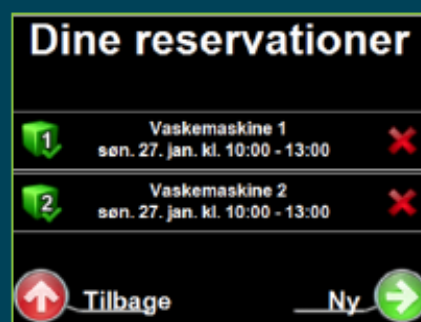 Dine reservationer
1
Vaskemaskine 1
søn. 27. jan. kl. 10:00 - 13:00
2
Vaskemaskine 2
søn. 27. jan. kl. 10:00 - 13:00
Tilbage
Ny